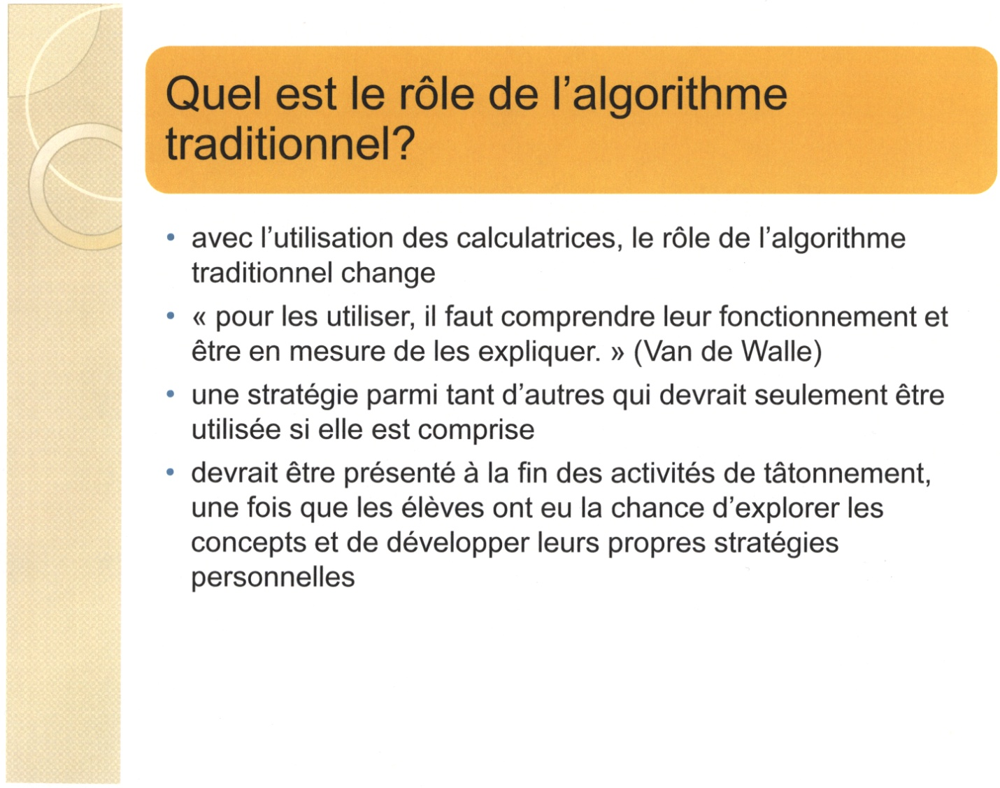 Quel est le rôle de l’algorithme
traditionnel?
• avec l’utilisation des calculatrices, le rôle de l’algorithme
traditionnel change
• « pour les utiliser, il faut comprendre leur fonctionnement et
être en mesure de les expliquer. » (Van de Walle)
• une stratégie parmi tant d’autres qui devrait seulement être
utilisée si elle est comprise
• devrait être présenté à la fin des activités de tâtonnement,
une fois que les élèves ont eu la chance d’explorer les
concepts et de développer leurs propres stratégies
personnelles